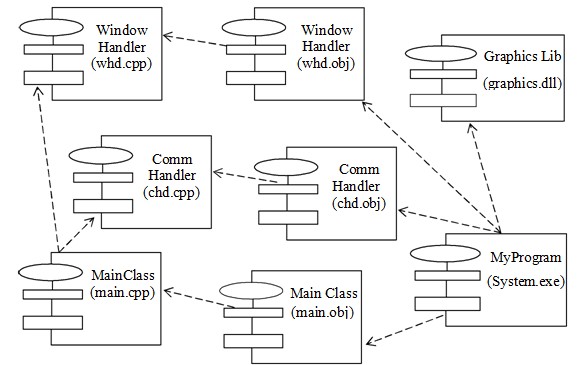 Window
Handler
(whd.cpp)
Window
Handler
(whd.obj)
Graphics Lib
(graphics.dll)
Comm
Handler
(chd.cpp)
Comm
Handler
(chd.obj)
MainClass
(main.cpp)
Main Class
(main.obj)
MyProgram
(System.exe)